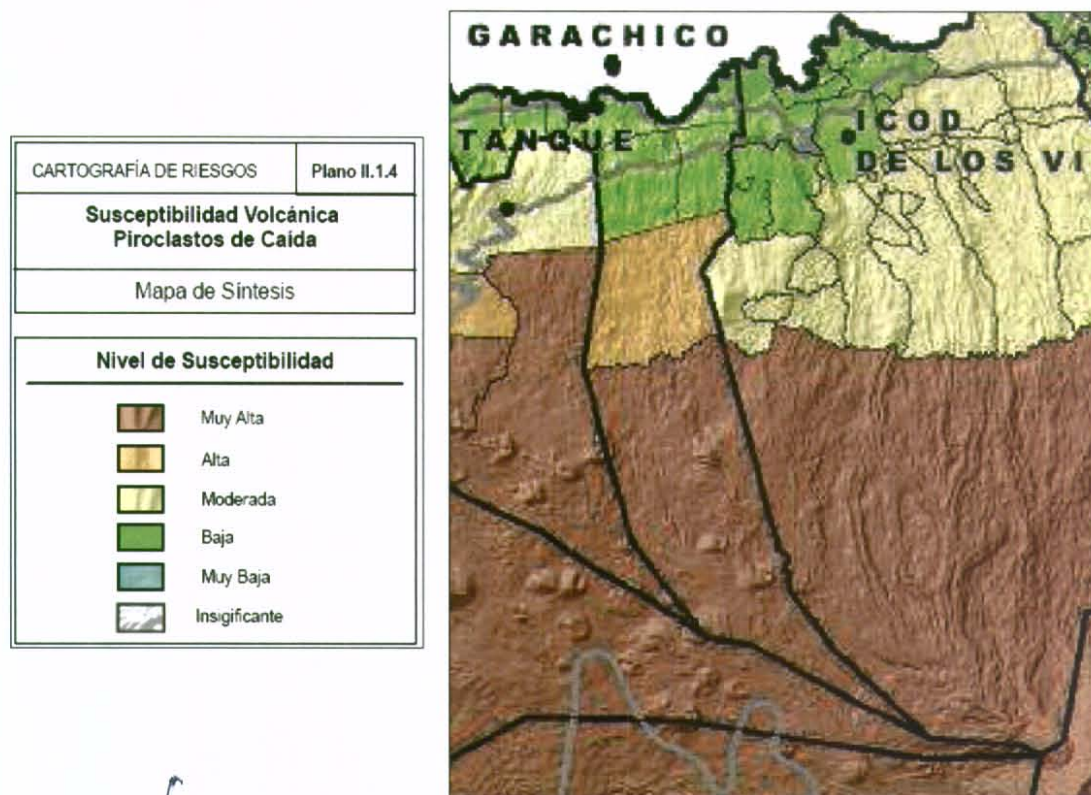 CARTOGRAFÍA DE RIESGOS
Plano II.1.4
Susceptibilidad Volcánica
Piroclastos de Caída
Mapa de Síntesis
Nivel de Susceptibilidad
Muy Alta
Alta
Moderada
Baja
Muy Baja
Insigificante
GARACHICO
TANQUE
ICOD
DE LOS VI
A